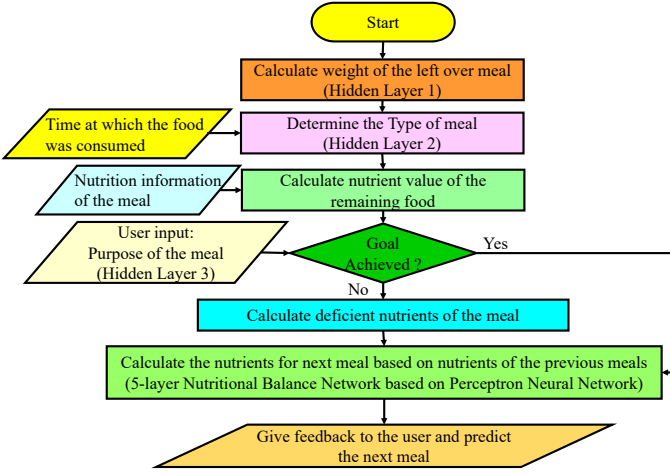 Start
Calculate weight of the left over meal
(Hidden Layer 1)
Time at which the food
was consumed
Determine the Type of meal
(Hidden Layer 2)
Nutrition information
of the meal
Calculate nutrient value of the
remaining food
User input:
Purpose of the meal
(Hidden Layer 3)
Goal
Achieved ?
Yes
No
Calculate deficient nutrients of the meal
Calculate the nutrients for next meal based on nutrients of the previous meals
(5-layer Nutritional Balance Network based on Perceptron Neural Network)
Give feedback to the user and predict
the next meal